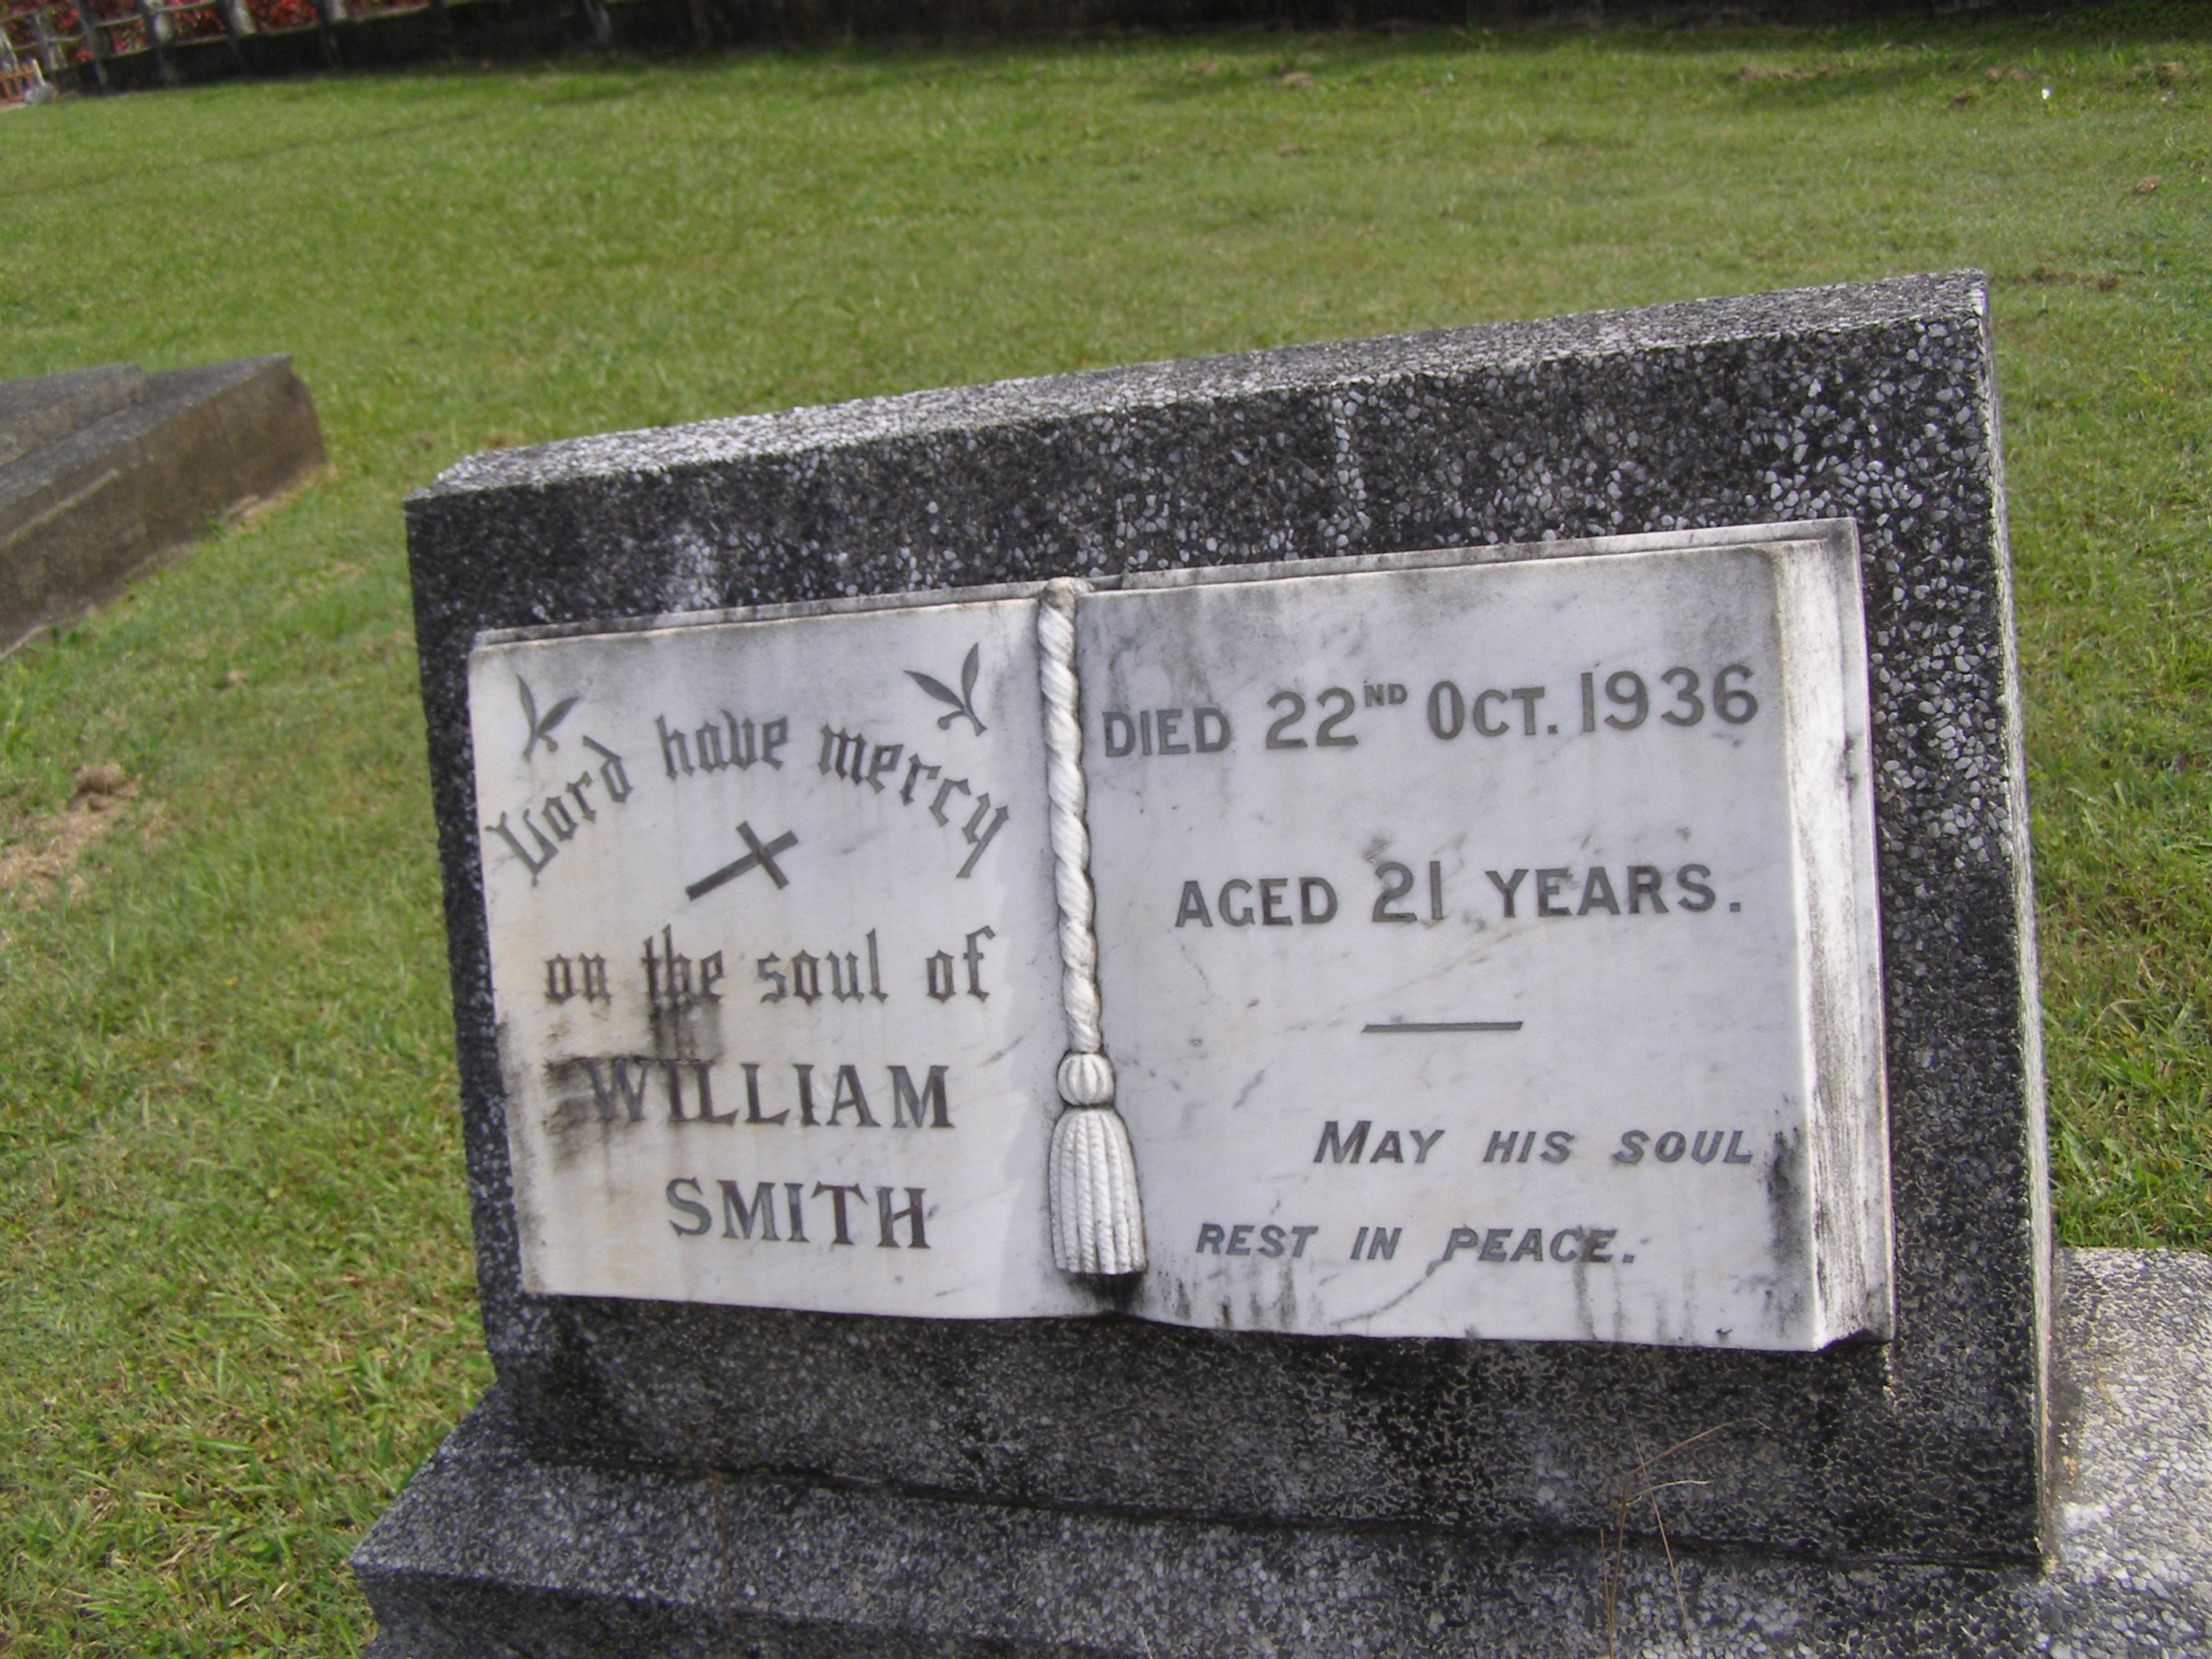 Lord have mercy
on the soul of
WILLIAM
SMITH
DIED 22ND OCT. 1936
AGED 21 YEARS.
MAY HIS SOUL
REST IN PEACE.